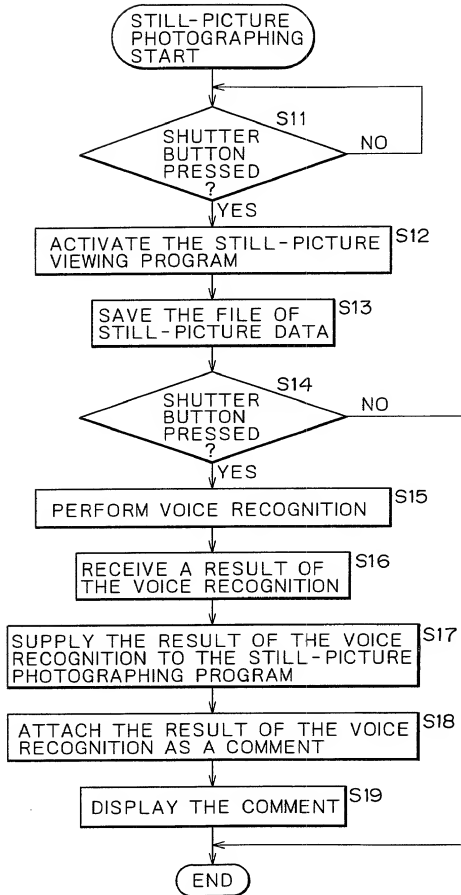 STILL-PICTURE
PHOTOGRAPHING
START
S11
SHUTTER
BUTTON
PRESSED
?
NO
YES
S12
ACTIVATE THE STILL-PICTURE
VIEWING PROGRAM
S13
SAVE THE FILE OF
STILL-PICTURE DATA
S14
SHUTTER
BUTTON
PRESSED
?
NO
YES
S15
PERFORM VOICE RECOGNITION
S16
RECEIVE A RESULT OF
THE VOICE RECOGNITION
S17
SUPPLY THE RESULT OF THE VOICE
RECOGNITION TO THE STILL-PICTURE
PHOTOGRAPHING PROGRAM
S18
ATTACH THE RESULT OF THE VOICE
RECOGNITION AS A COMMENT
S19
DISPLAY THE COMMENT
END